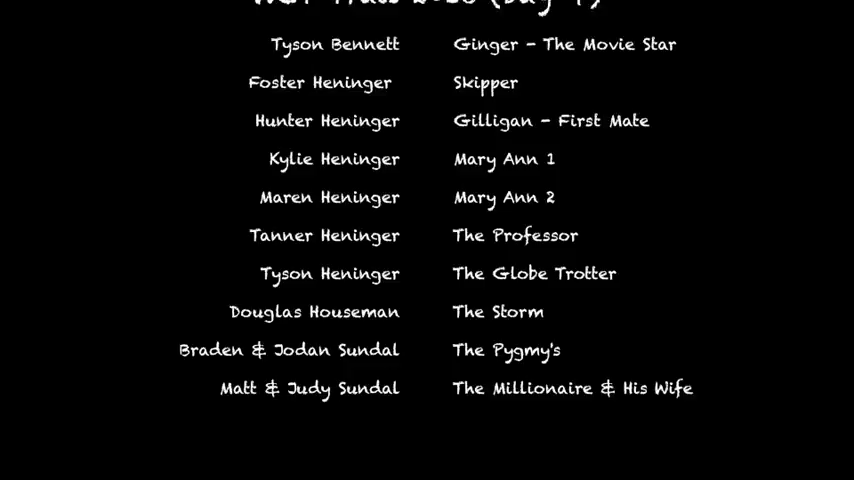 Tyson Bennett Ginger - The Movie Star
Foster Heninger Skipper
Hunter Heninger Gilligan - First Mate
Kylie Heninger Mary Ann 1
Maren Heninger Mary Ann 2
Tanner Heninger The Professor
Tyson Heninger The Globe Trotter
Douglas Houseman The Storm
Braden & Jodan Sundal The Pygmy's
Matt & Judy Sundal The Millionaire & His Wife